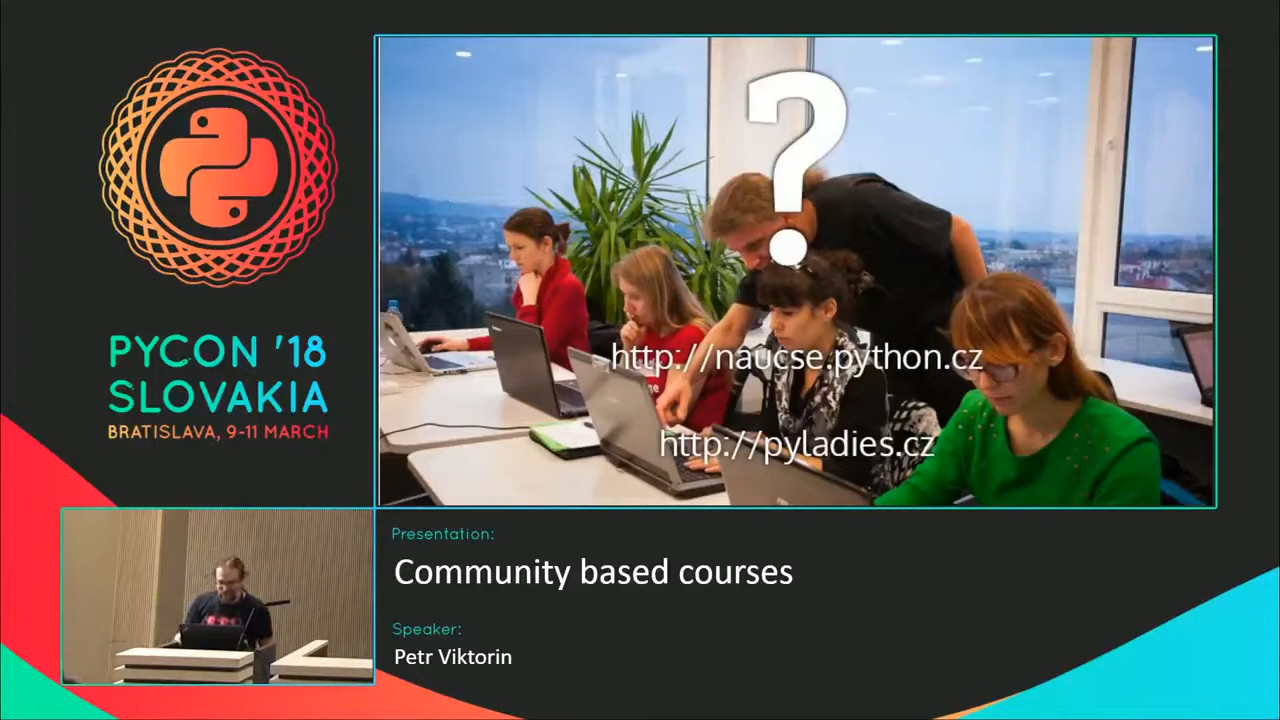 ?
http://naucse.python.cz
http://pyladies.cz
PYCON '18
SLOVAKIA
BRATISLAVA, 9-11 MARCH
Presentation:
Community based courses
Speaker:
Petr Viktorin